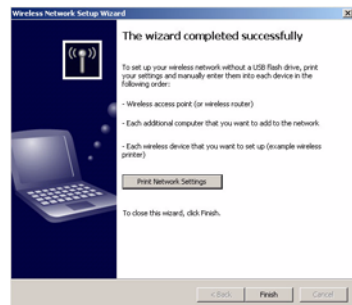 Wireless Network Setup Wizard
The wizard completed successfully
To set up your wireless network without a USB flash drive, print
your settings and manually enter them into each device in the
following order:
- Wireless access point (or wireless router)
- Each additional computer that you want to add to the network
- Each wireless device that you want to set up (example wireless
printer)
Print Network Settings
To close this wizard, click Finish.
< Back
Finish
Cancel